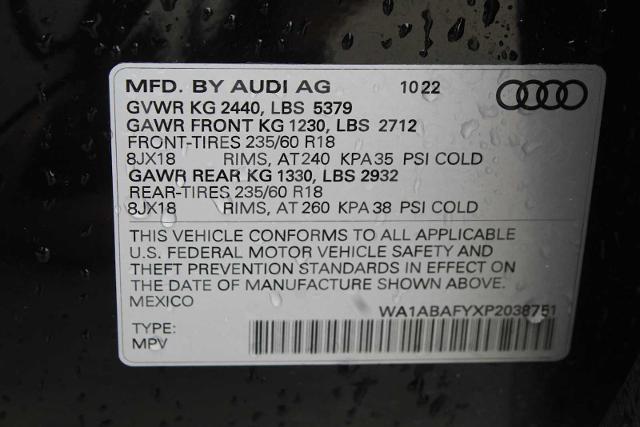 MFD. BY AUDI AG 10 22
GVWR KG 2440, LBS 5379
GAWR FRONT KG 1230, LBS 2712
FRONT-TIRES 235/60 R18
8JX18 RIMS, AT 240 KPA 35 PSI COLD
GAWR REAR KG 1330, LBS 2932
REAR-TIRES 235/60 R18
8JX18 RIMS, AT 260 KPA 38 PSI COLD
THIS VEHICLE CONFORMS TO ALL APPLICABLE
U.S. FEDERAL MOTOR VEHICLE SAFETY AND
THEFT PREVENTION STANDARDS IN EFFECT ON
THE DATE OF MANUFACTURE SHOWN ABOVE.
MEXICO
WA1ABAFYXP2038751
TYPE:
MPV